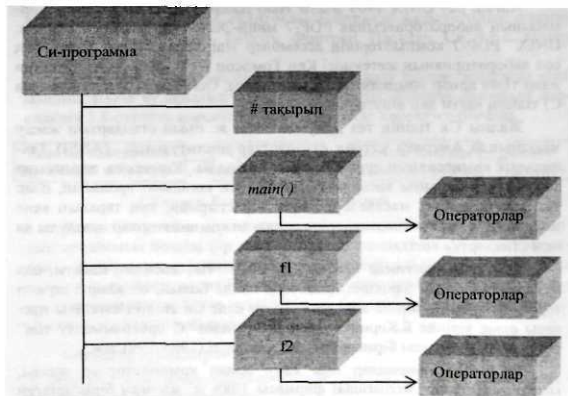 Си-программа
# тақырып
main()
Операторлар
f1
Операторлар
f2
Операторлар